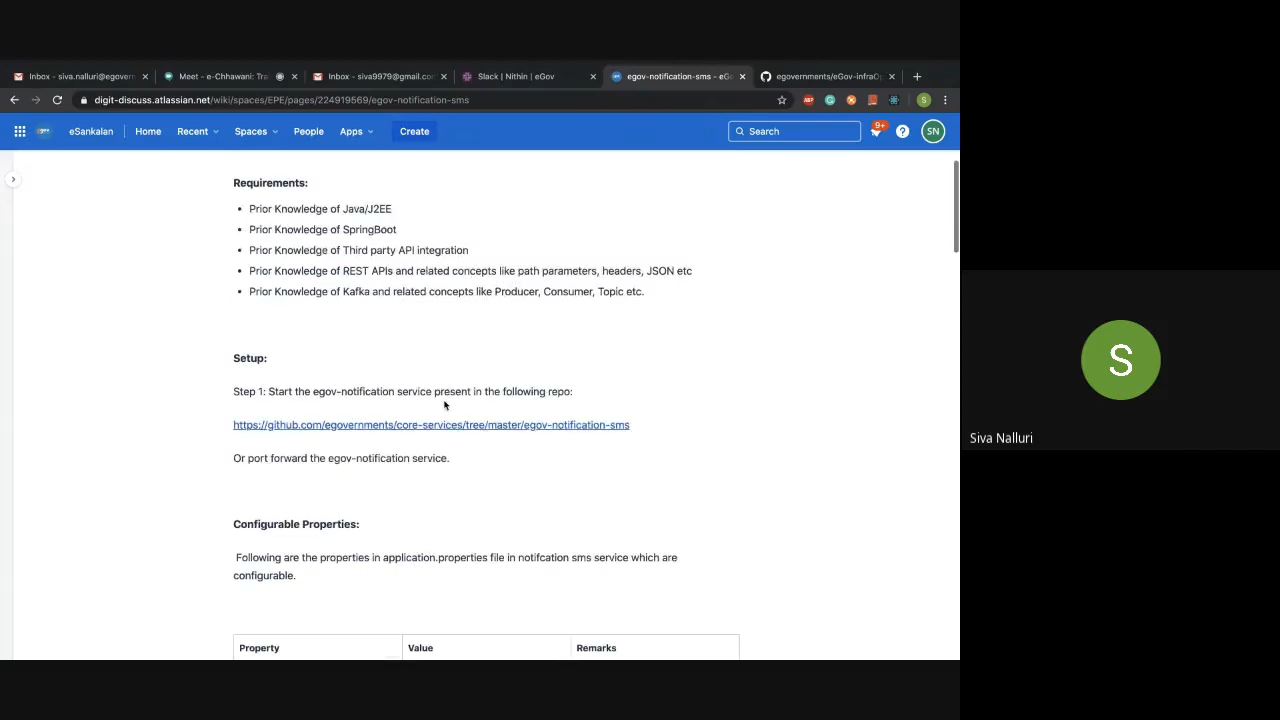 Inbox - siva.nalluri@egovern
Meet - e-Chhawani: Tra
Inbox - siva9979@gmail.co
Slack | Nithin | eGov
egov-notification-sms - eG
egovernments/eGov-infraO
digit-discuss.atlassian.net/wiki/spaces/EPE/pages/224919569/egov-notification-sms
ABP
S
eSankalan
Home
Recent
Spaces
People
Apps
Create
Search
9+
SN
Requirements:
• Prior Knowledge of Java/J2EE
• Prior Knowledge of SpringBoot
• Prior Knowledge of Third party API integration
• Prior Knowledge of REST APIs and related concepts like path parameters, headers, JSON etc
• Prior Knowledge of Kafka and related concepts like Producer, Consumer, Topic etc.
Setup:
Step 1: Start the egov-notification service present in the following repo:
https://github.com/egovernments/core-services/tree/master/egov-notification-sms
Or port forward the egov-notification service.
Configurable Properties:
Following are the properties in application.properties file in notifcation sms service which are
configurable.
Property Value Remarks
S
Siva Nalluri